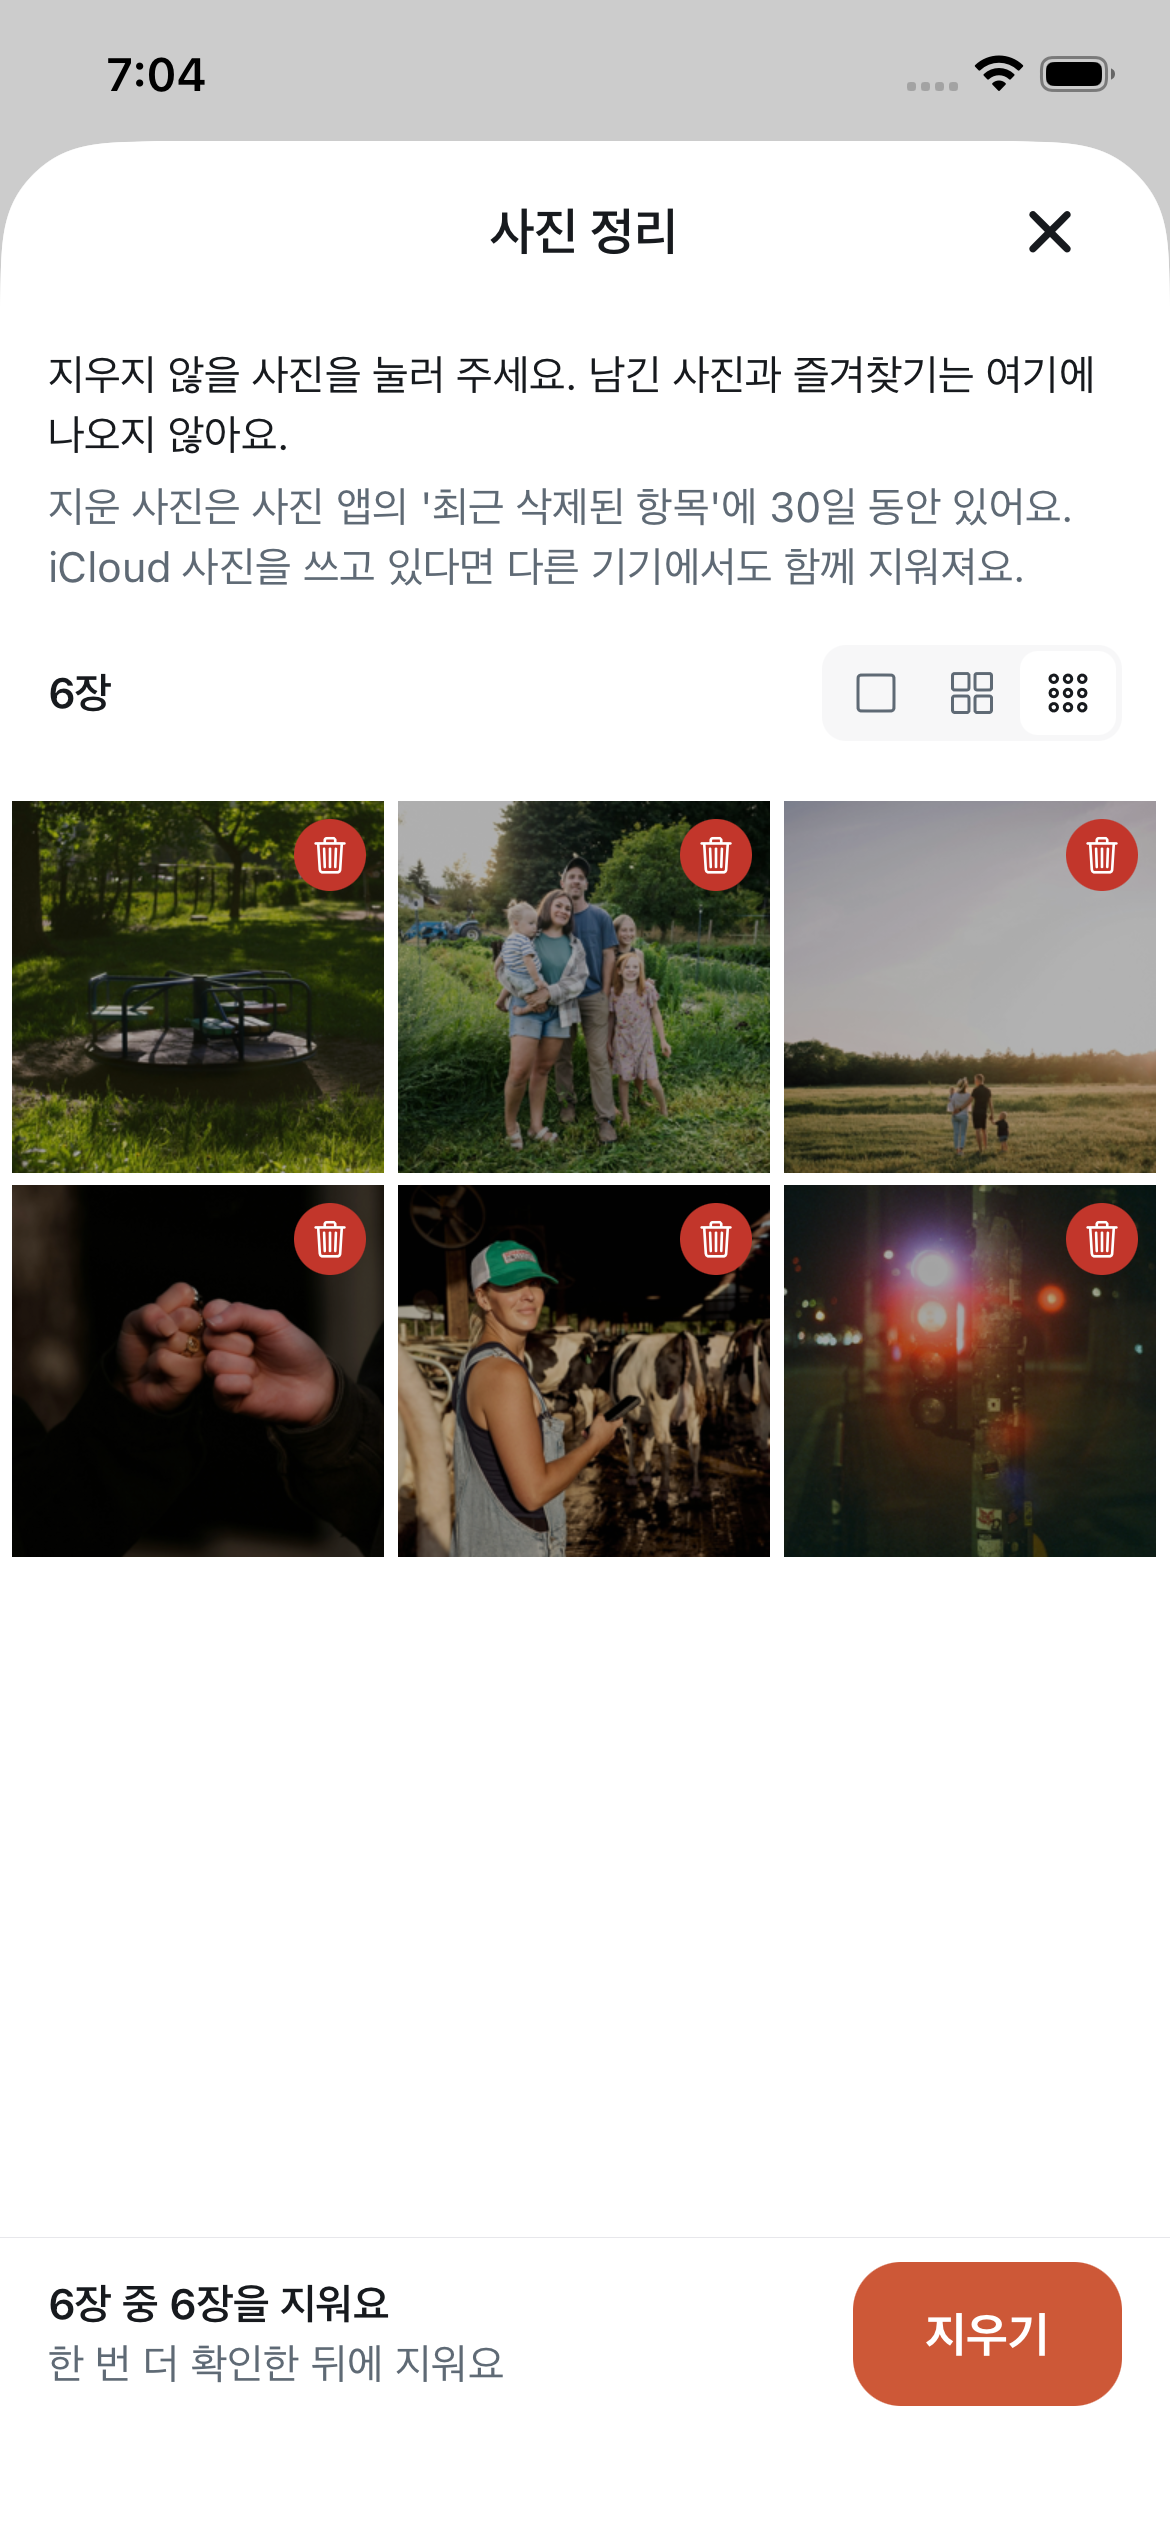 7:04
사진 정리
지우지 않을 사진을 눌러 주세요. 남긴 사진과 즐겨찾기는 여기에
나오지 않아요.
지운 사진은 사진 앱의 '최근 삭제된 항목'에 30일 동안 있어요.
iCloud 사진을 쓰고 있다면 다른 기기에서도 함께 지워져요.
6장
6장 중 6장을 지워요
한 번 더 확인한 뒤에 지워요
지우기